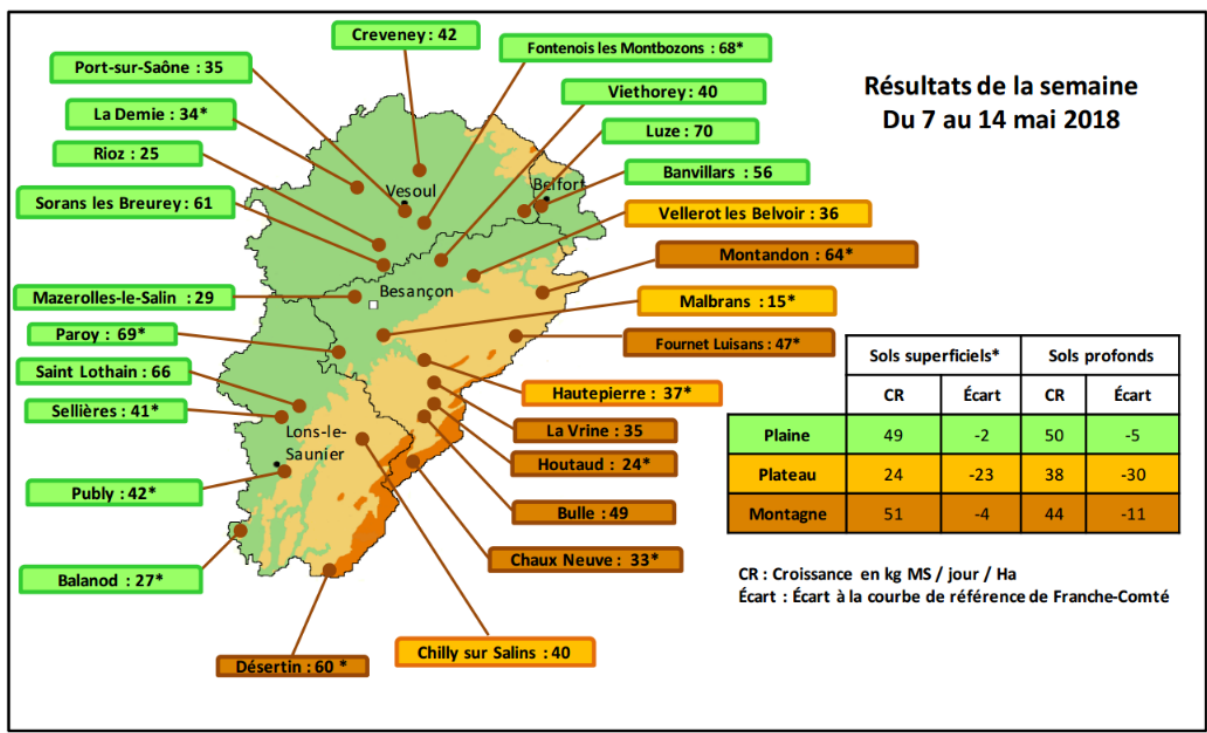 Creveney : 42
Fontenois les Montbozons : 68*
Port-sur-Saône : 35
Viethorey : 40
La Demie : 34*
Luze : 70
Rioz : 25
Banvillars : 56
Sorans les Breurey : 61
Vellerot les Belvoir : 36
Montandon : 64*
Mazerolles-le-Salin : 29
Malbrans : 15*
Paroy : 69*
Fournet Luisans : 47*
Saint Lothain : 66
Hautepierre : 37*
Sellières : 41*
La Vrine : 35
Houtaud : 24*
Publy : 42*
Bulle : 49
Chaux Neuve : 33*
Balanod : 27*
Chilly sur Salins : 40
Désertin : 60 *
Vesoul
Belfort
Besançon
Lons-le-
Saunier
Résultats de la semaine
Du 7 au 14 mai 2018
Sols superficiels* Sols profonds
CR Écart CR Écart
Plaine 49 -2 50 -5
Plateau 24 -23 38 -30
Montagne 51 -4 44 -11
CR : Croissance en kg MS / jour / Ha
Écart : Écart à la courbe de référence de Franche-Comté